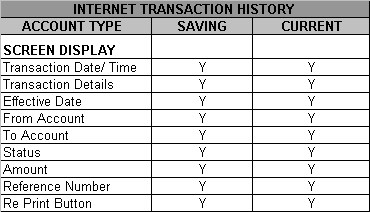 INTERNET TRANSACTION HISTORY
ACCOUNT TYPE SAVING CURRENT
SCREEN DISPLAY
Transaction Date/ Time Y Y
Transaction Details Y Y
Effective Date Y Y
From Account Y Y
To Account Y Y
Status Y Y
Amount Y Y
Reference Number Y Y
Re Print Button Y Y